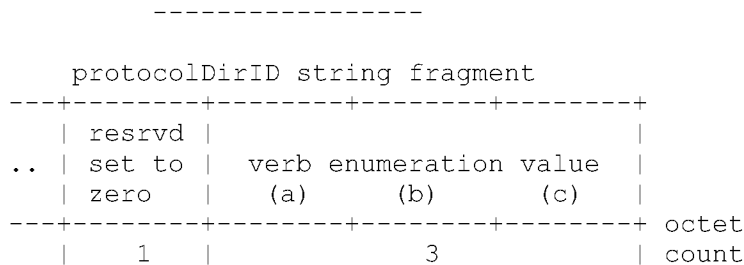 -----------------
protocolDirID string fragment
---+--------+--------+--------+--------+
| resrvd | |
.. | set to | verb enumeration value |
| zero | (a) (b) (c) |
---+--------+--------+--------+--------+ octet
| 1 | 3 | count